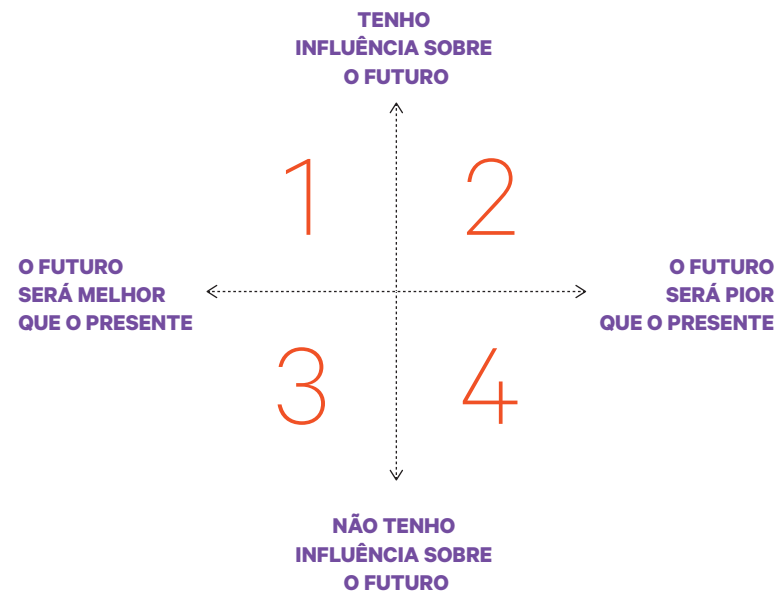 TENHO
INFLUÊNCIA SOBRE
O FUTURO
1
2
O FUTURO
SERÁ MELHOR
QUE O PRESENTE
O FUTURO
SERÁ PIOR
QUE O PRESENTE
3
4
NÃO TENHO
INFLUÊNCIA SOBRE
O FUTURO